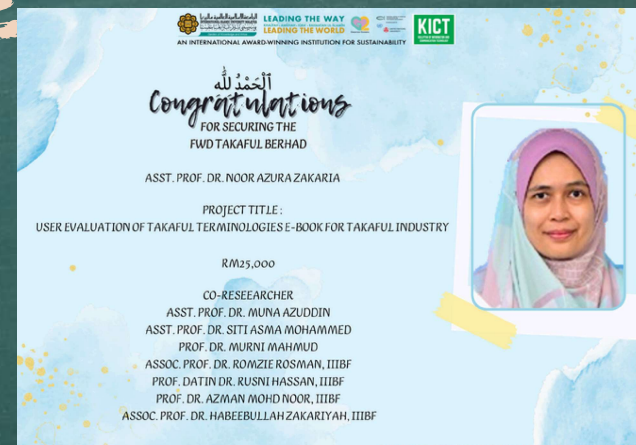 LEADING THE WAY
LEADING THE WORLD
KICT
AN INTERNATIONAL AWARD-WINNING INSTITUTION FOR SUSTAINABILITY
ٱلْحَمْدُ لِلَّٰهِ
Congratulations
FOR SECURING THE
FWD TAKAFUL BERHAD
ASST. PROF. DR. NOOR AZURA ZAKARIA
PROJECT TITLE :
USER EVALUATION OF TAKAFUL TERMINOLOGIES E-BOOK FOR TAKAFUL INDUSTRY
RM25,000
CO-RESEEARCHER
ASST. PROF. DR. MUNA AZUDDIN
ASST. PROF. DR. SITI ASMA MOHAMMED
PROF. DR. MURNI MAHMUD
ASSOC. PROF. DR. ROMZIE ROSMAN, IIIBF
PROF. DATIN DR. RUSNI HASSAN, IIIBF
PROF. DR. AZMAN MOHD NOOR, IIIBF
ASSOC. PROF. DR. HABEEBULLAH ZAKARIYAH, IIIBF